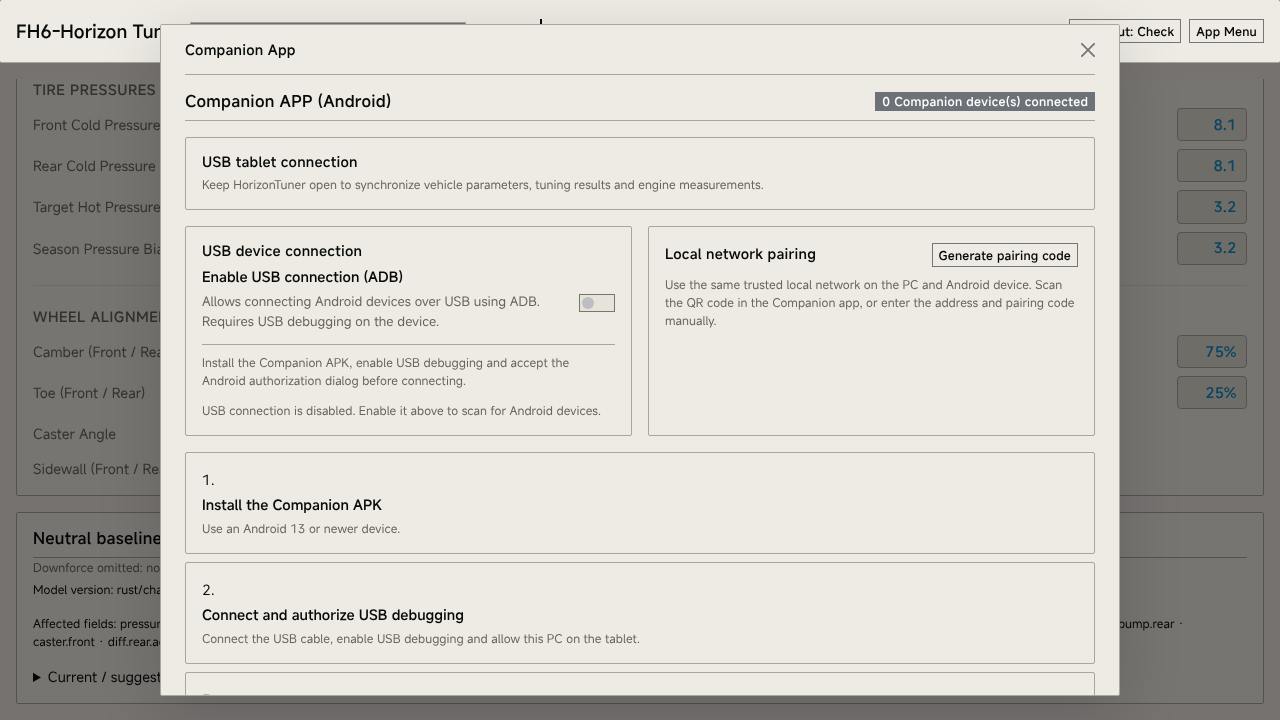 FH6-Horizon Tun
ut: Check
App Menu
Companion App
Companion APP (Android)
0 Companion device(s) connected
USB tablet connection
Keep HorizonTuner open to synchronize vehicle parameters, tuning results and engine measurements.
USB device connection
Enable USB connection (ADB)
Allows connecting Android devices over USB using ADB.
Requires USB debugging on the device.
Install the Companion APK, enable USB debugging and accept the
Android authorization dialog before connecting.
USB connection is disabled. Enable it above to scan for Android devices.
Local network pairing
Generate pairing code
Use the same trusted local network on the PC and Android device. Scan
the QR code in the Companion app, or enter the address and pairing code
manually.
1.
Install the Companion APK
Use an Android 13 or newer device.
2.
Connect and authorize USB debugging
Connect the USB cable, enable USB debugging and allow this PC on the tablet.
TIRE PRESSURES
Front Cold Pressure
8.1
Rear Cold Pressure
8.1
Target Hot Pressure
3.2
Season Pressure Bia
3.2
WHEEL ALIGNME
Camber (Front / Rea
75%
Toe (Front / Rear)
25%
Caster Angle
Sidewall (Front / Re
Neutral baseline
Downforce omitted: no
Model version: rust/cha
Affected fields: pressur
bump.rear ·
caster.front · diff.rear.a
Current / suggest